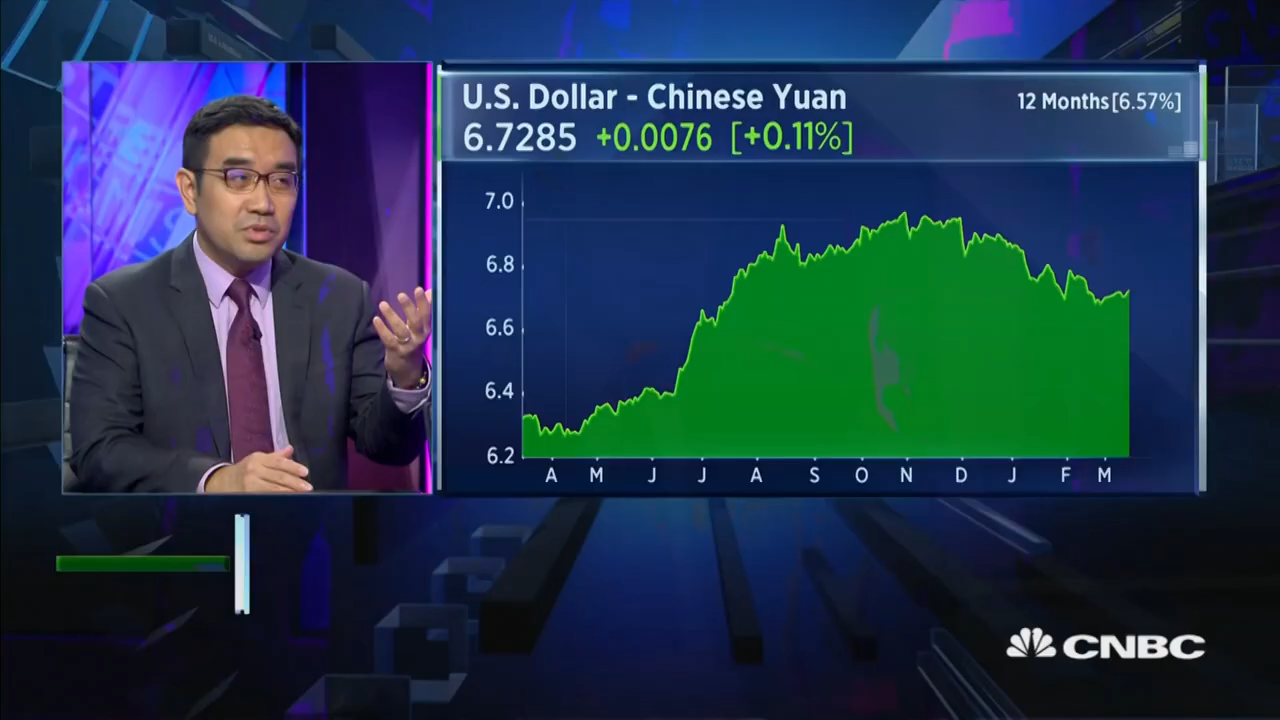 U.S. Dollar - Chinese Yuan
12 Months [6.57%]
6.7285 +0.0076 [+0.11%]
7.0
6.8
6.6
6.4
6.2
A M J J A S O N D J F M
CNBC